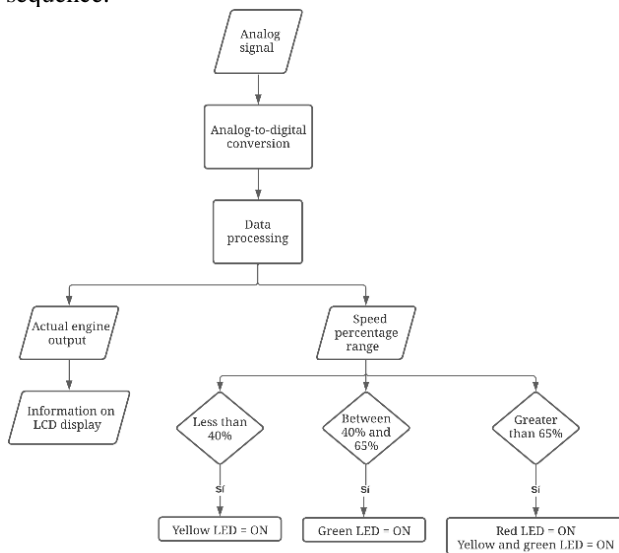 sequence.
Analog
signal
Analog-to-digital
conversion
Data
processing
Actual engine
output
Speed
percentage
range
Information on
LCD display
Less than
40%
Between
40% and
65%
Greater
than 65%
Sí
Sí
Sí
Yellow LED = ON
Green LED = ON
Red LED = ON
Yellow and green LED = ON